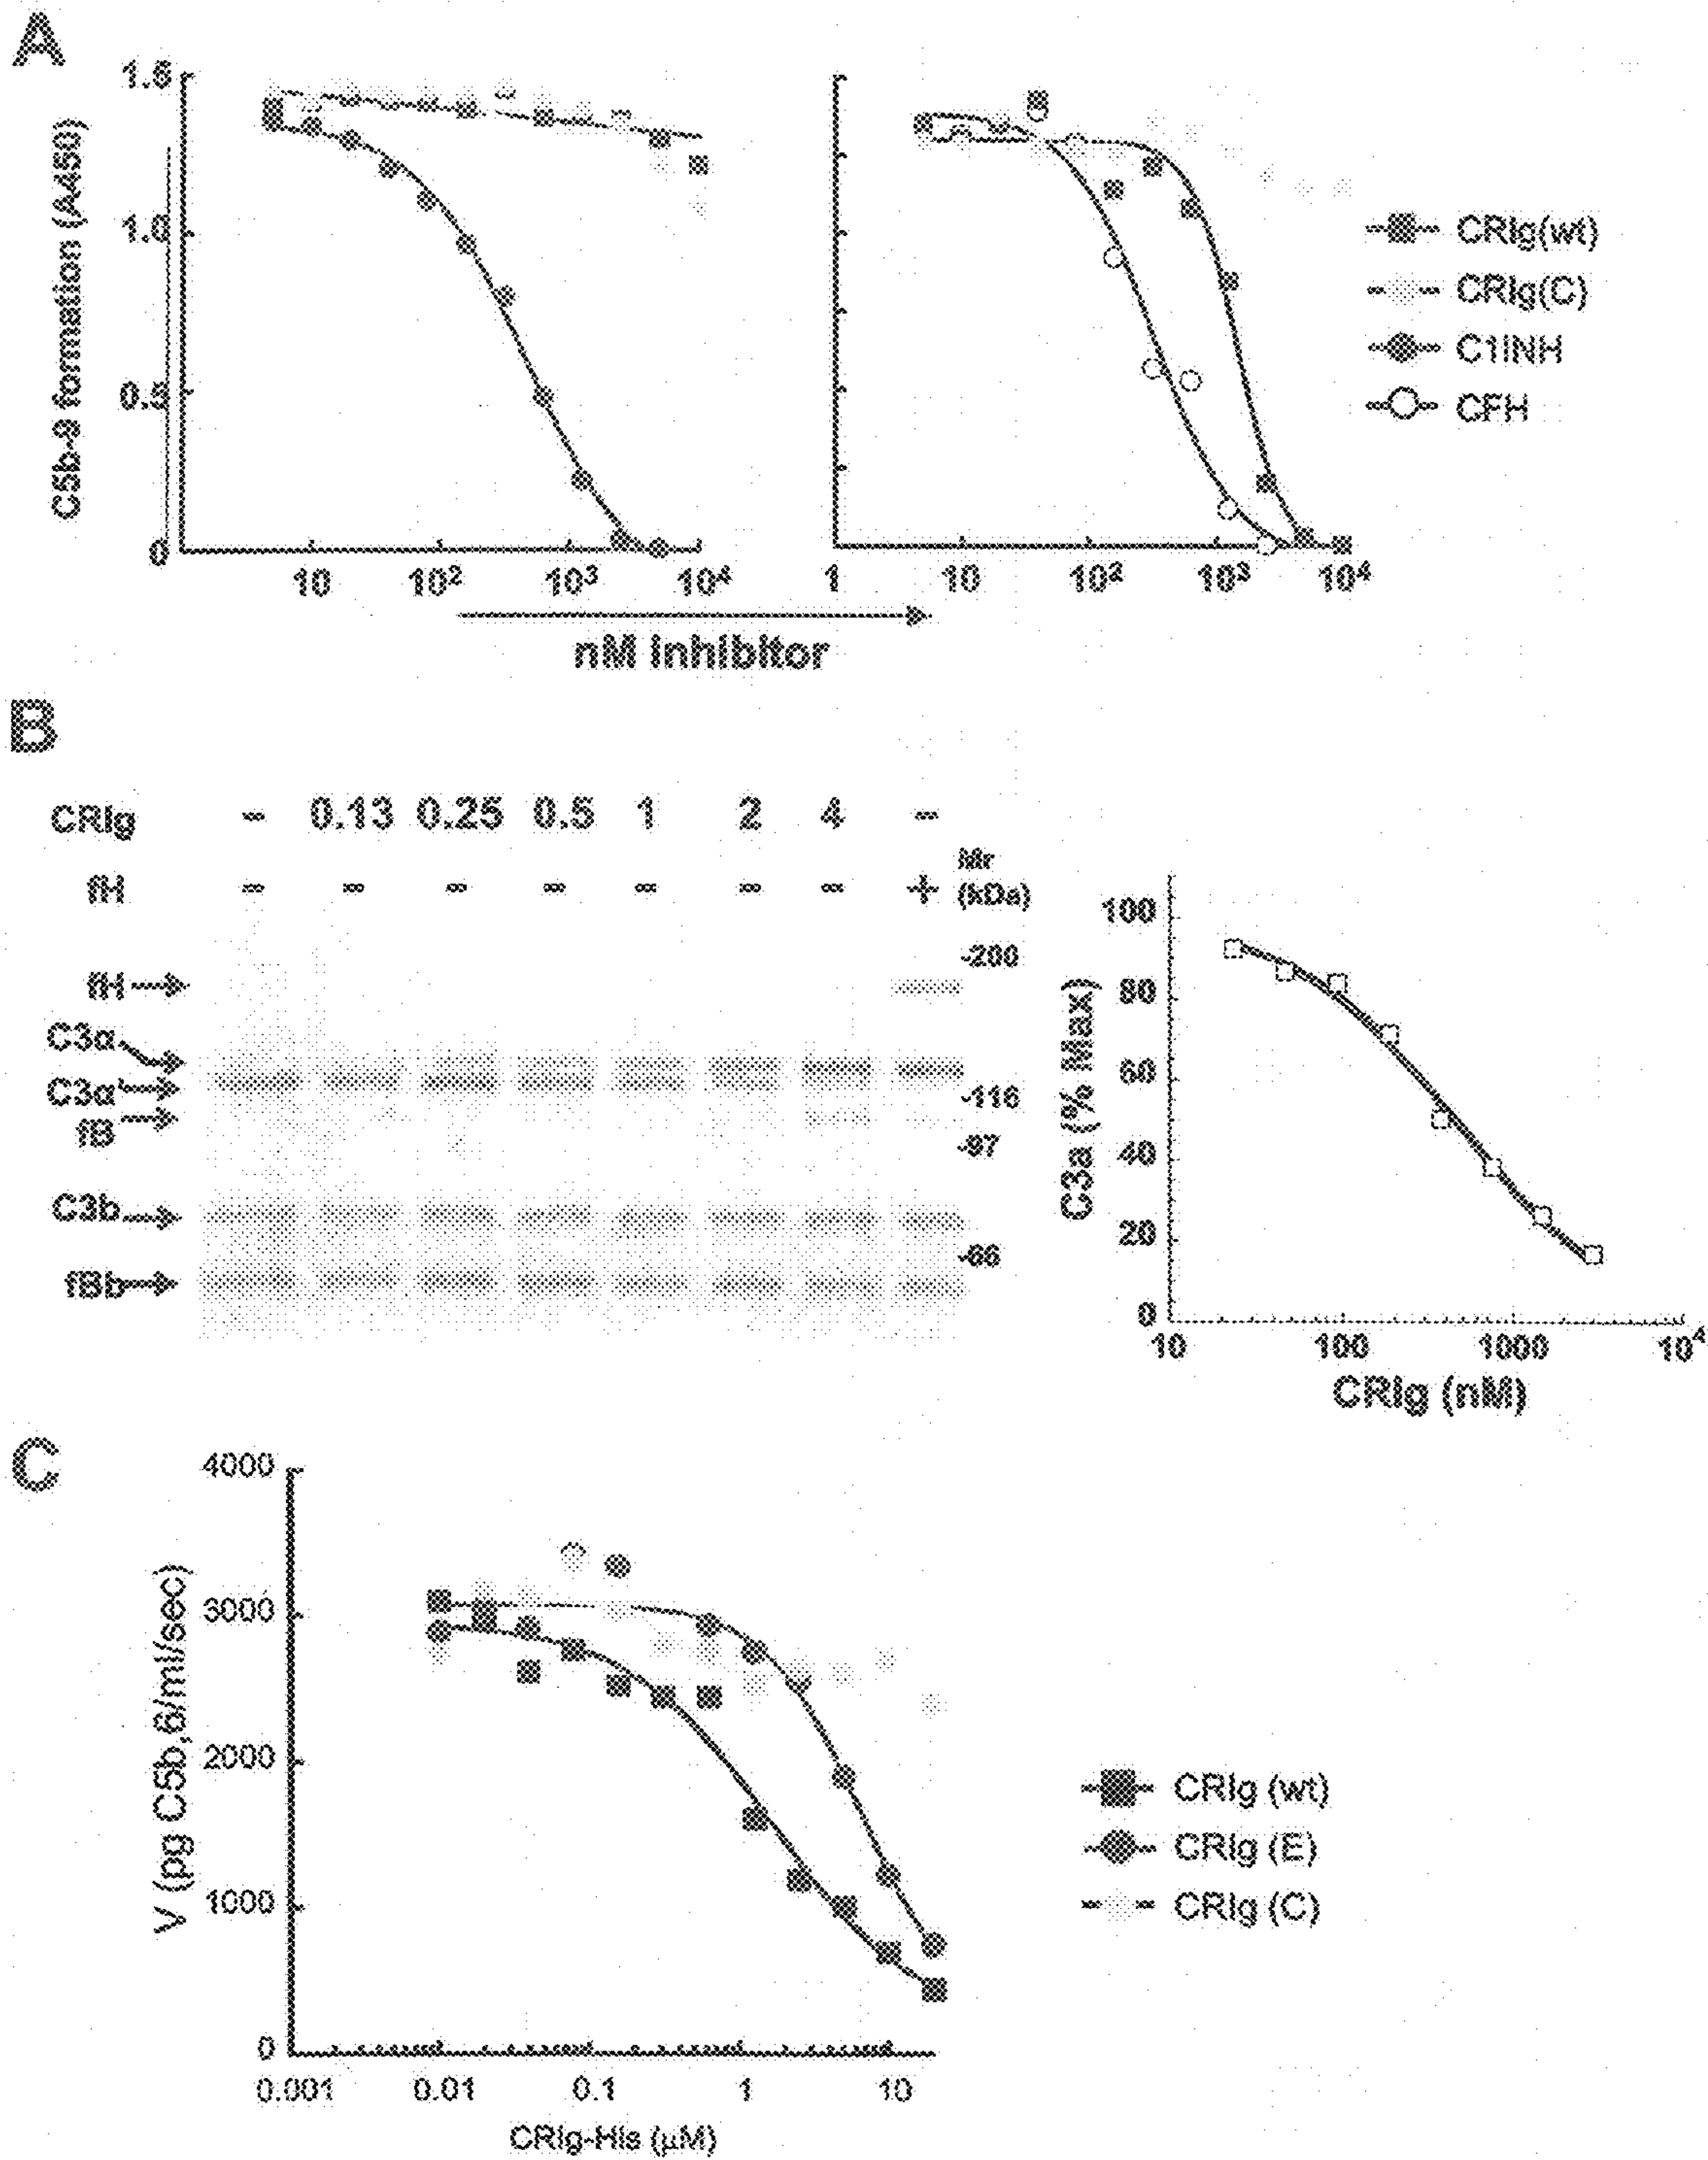 A
C5b-9 formation (A450)
1.5
1.0
0.5
0
10 10² 10³ 10⁴
1 10 10² 10³ 10⁴
nM inhibitor
CRIg(wt)
CRIg(C)
C1INH
CFH
B
CRIg - 0.13 0.25 0.5 1 2 4 -
fH - - - - - - - +
Mr
(kDa)
fH
C3α
C3α'
fB
C3b
fBb
-200
-116
-97
-66
C3a (% Max)
100
80
60
40
20
0
10 100 1000 10⁴
CRIg (nM)
C
V (pg C5b,6/ml/sec)
4000
3000
2000
1000
0
0.001 0.01 0.1 1 10
CRIg-His (µM)
CRIg (wt)
CRIg (E)
CRIg (C)